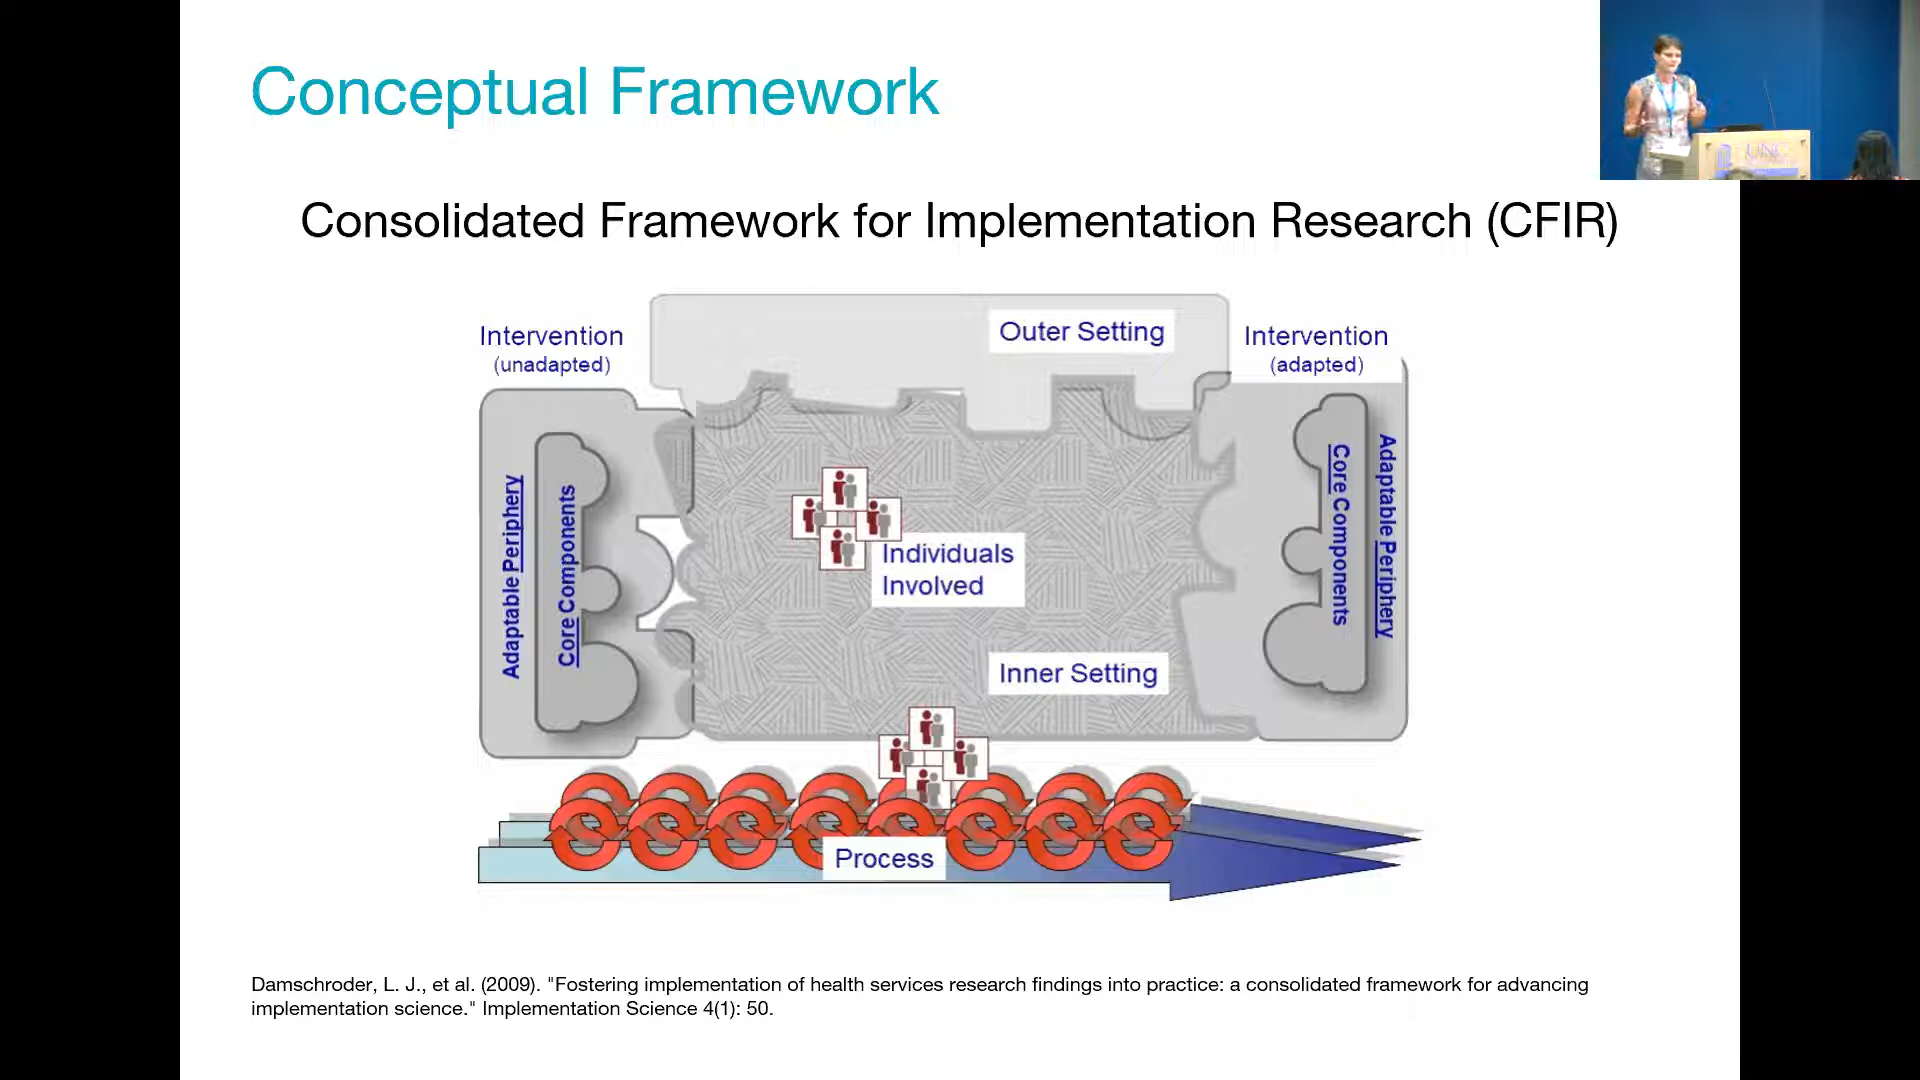 Conceptual Framework
UNC
Consolidated Framework for Implementation Research (CFIR)
Outer Setting
Intervention
(unadapted)
Intervention
(adapted)
Adaptable Periphery
Core Components
Individuals
Involved
Core Components
Adaptable Periphery
Inner Setting
Process
Damschroder, L. J., et al. (2009). "Fostering implementation of health services research findings into practice: a consolidated framework for advancing
implementation science." Implementation Science 4(1): 50.